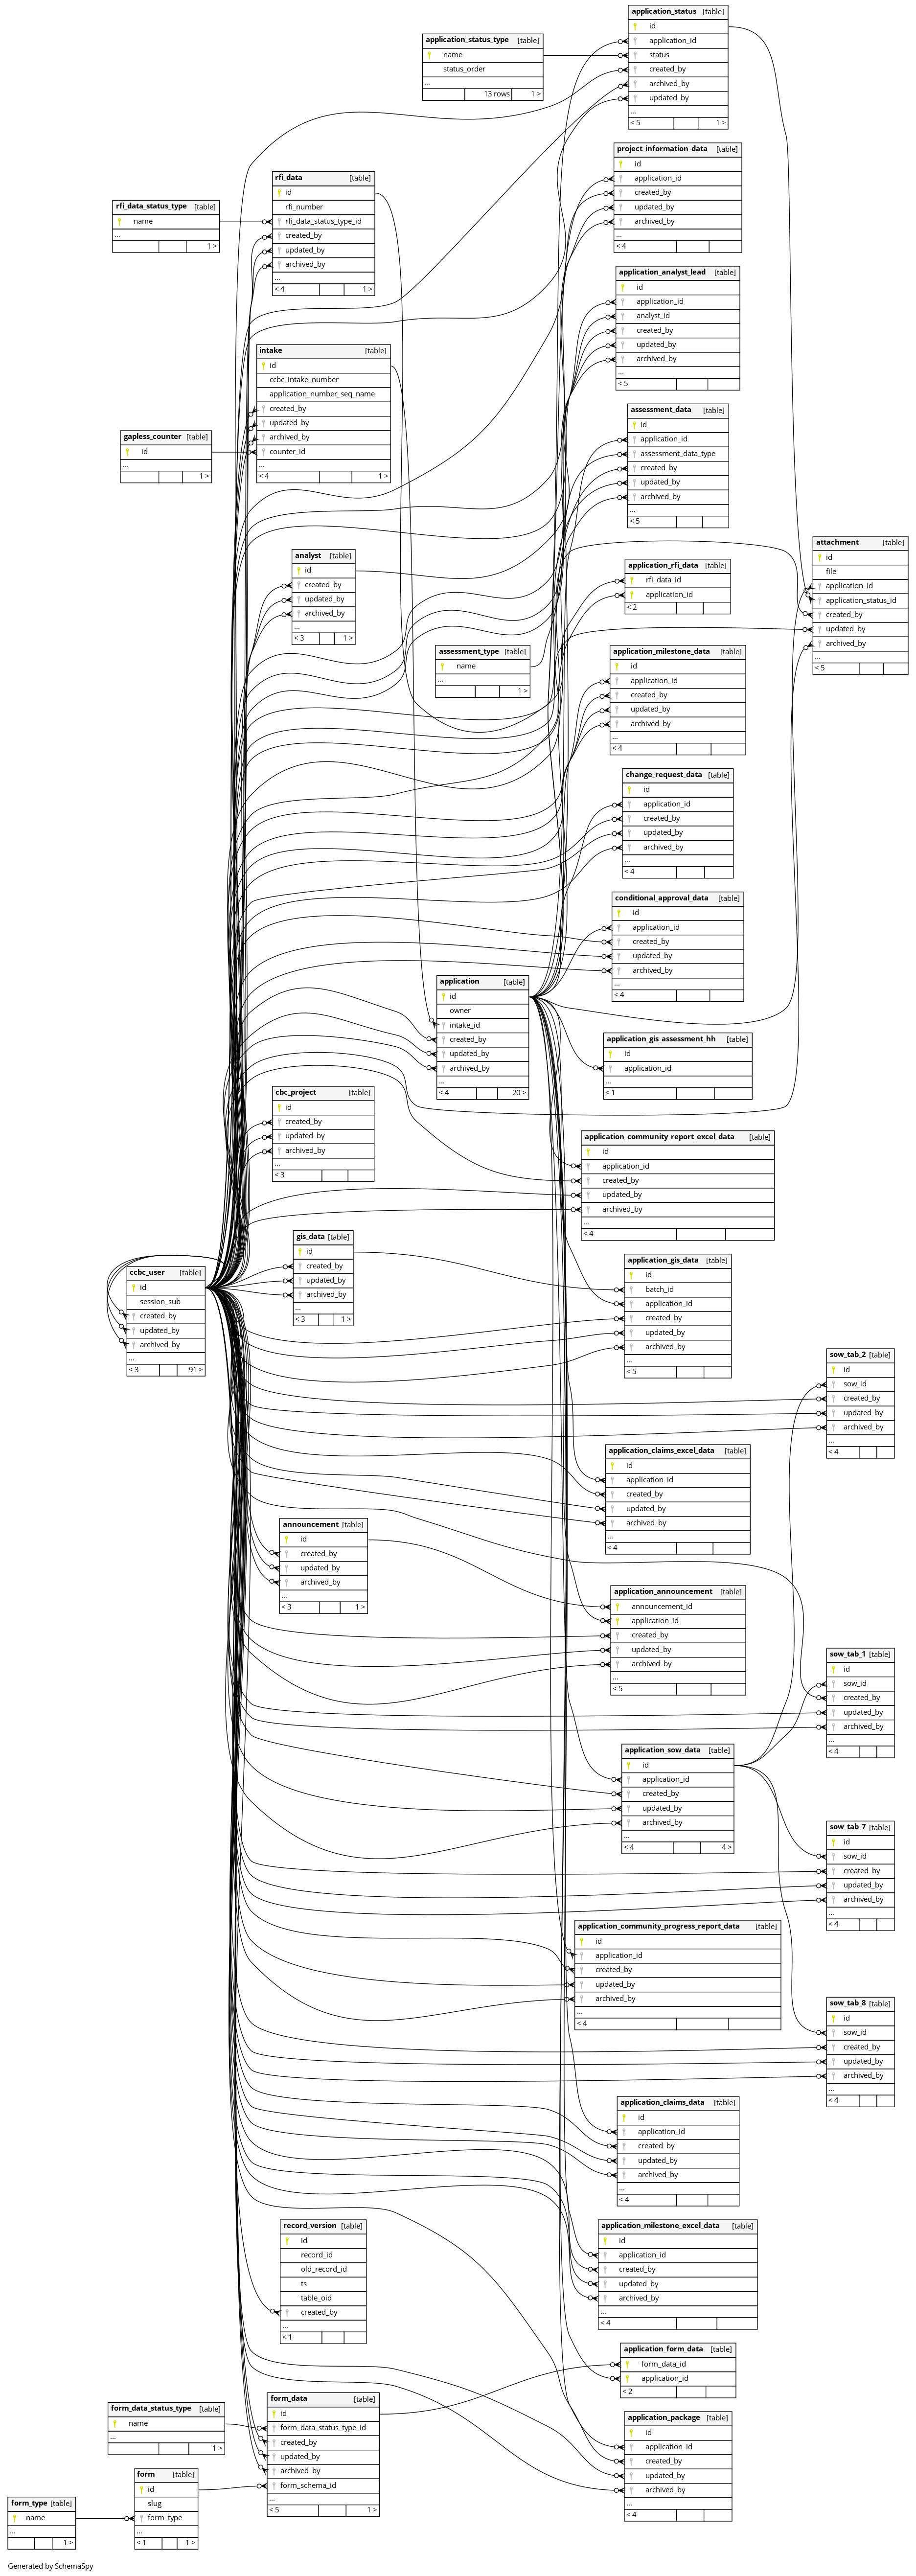 application_status [table]
id
application_id
status
created_by
archived_by
updated_by
...
< 5 1 >
application_status_type [table]
name
status_order
...
13 rows 1 >
project_information_data [table]
id
application_id
created_by
updated_by
archived_by
...
< 4
rfi_data [table]
id
rfi_number
rfi_data_status_type_id
created_by
updated_by
archived_by
...
< 4 1 >
rfi_data_status_type [table]
name
...
1 >
application_analyst_lead [table]
id
application_id
analyst_id
created_by
updated_by
archived_by
...
< 5
intake [table]
id
ccbc_intake_number
application_number_seq_name
created_by
updated_by
archived_by
counter_id
...
< 4 1 >
assessment_data [table]
id
application_id
assessment_data_type
created_by
updated_by
archived_by
...
< 5
gapless_counter [table]
id
...
1 >
attachment [table]
id
file
application_id
application_status_id
created_by
updated_by
archived_by
...
< 5
analyst [table]
id
created_by
updated_by
archived_by
...
< 3 1 >
application_rfi_data [table]
rfi_data_id
application_id
< 2
assessment_type [table]
name
...
1 >
application_milestone_data [table]
id
application_id
created_by
updated_by
archived_by
...
< 4
change_request_data [table]
id
application_id
created_by
updated_by
archived_by
...
< 4
conditional_approval_data [table]
id
application_id
created_by
updated_by
archived_by
...
< 4
application [table]
id
owner
intake_id
created_by
updated_by
archived_by
...
< 4 20 >
application_gis_assessment_hh [table]
id
application_id
...
< 1
cbc_project [table]
id
created_by
updated_by
archived_by
...
< 3
application_community_report_excel_data [table]
id
application_id
created_by
updated_by
archived_by
...
< 4
gis_data [table]
id
created_by
updated_by
archived_by
...
< 3 1 >
application_gis_data [table]
id
batch_id
application_id
created_by
updated_by
archived_by
...
< 5
ccbc_user [table]
id
session_sub
created_by
updated_by
archived_by
...
< 3 91 >
sow_tab_2 [table]
id
sow_id
created_by
updated_by
archived_by
...
< 4
application_claims_excel_data [table]
id
application_id
created_by
updated_by
archived_by
...
< 4
announcement [table]
id
created_by
updated_by
archived_by
...
< 3 1 >
application_announcement [table]
announcement_id
application_id
created_by
updated_by
archived_by
...
< 5
sow_tab_1 [table]
id
sow_id
created_by
updated_by
archived_by
...
< 4
application_sow_data [table]
id
application_id
created_by
updated_by
archived_by
...
< 4 4 >
sow_tab_7 [table]
id
sow_id
created_by
updated_by
archived_by
...
< 4
application_community_progress_report_data [table]
id
application_id
created_by
updated_by
archived_by
...
< 4
sow_tab_8 [table]
id
sow_id
created_by
updated_by
archived_by
...
< 4
application_claims_data [table]
id
application_id
created_by
updated_by
archived_by
...
< 4
record_version [table]
id
record_id
old_record_id
ts
table_oid
created_by
...
< 1
application_milestone_excel_data [table]
id
application_id
created_by
updated_by
archived_by
...
< 4
application_form_data [table]
form_data_id
application_id
< 2
form_data [table]
id
form_data_status_type_id
created_by
updated_by
archived_by
form_schema_id
...
< 5 1 >
form_data_status_type [table]
name
...
1 >
application_package [table]
id
application_id
created_by
updated_by
archived_by
...
< 4
form [table]
id
slug
form_type
...
< 1 1 >
form_type [table]
name
...
1 >
Generated by SchemaSpy